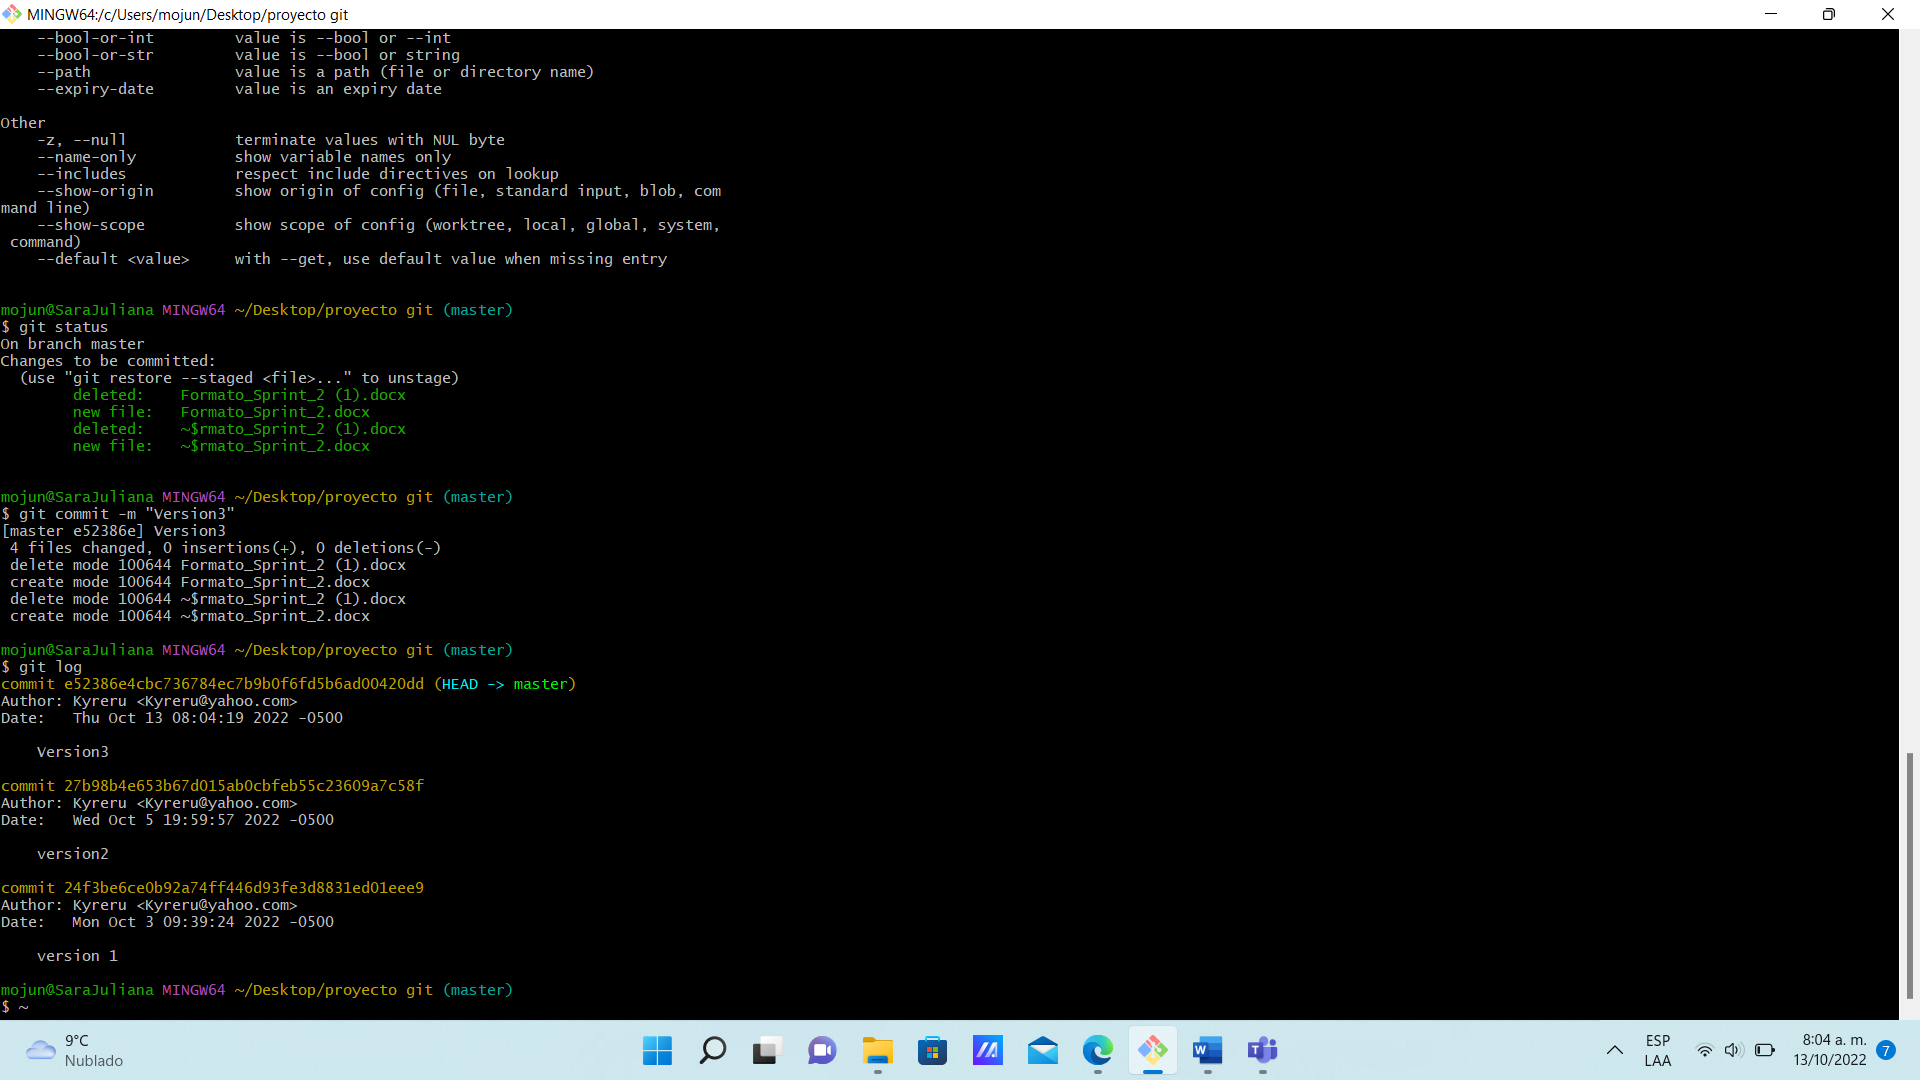 MINGW64:/c/Users/mojun/Desktop/proyecto git
    --bool-or-int         value is --bool or --int
    --bool-or-str         value is --bool or string
    --path                value is a path (file or directory name)
    --expiry-date         value is an expiry date
Other
    -z, --null            terminate values with NUL byte
    --name-only           show variable names only
    --includes            respect include directives on lookup
    --show-origin         show origin of config (file, standard input, blob, com
mand line)
    --show-scope          show scope of config (worktree, local, global, system,
 command)
    --default <value>     with --get, use default value when missing entry
mojun@SaraJuliana MINGW64 ~/Desktop/proyecto git (master)
$ git status
On branch master
Changes to be committed:
  (use "git restore --staged <file>..." to unstage)
        deleted:    Formato_Sprint_2 (1).docx
        new file:   Formato_Sprint_2.docx
        deleted:    ~$rmato_Sprint_2 (1).docx
        new file:   ~$rmato_Sprint_2.docx
mojun@SaraJuliana MINGW64 ~/Desktop/proyecto git (master)
$ git commit -m "Version3"
[master e52386e] Version3
 4 files changed, 0 insertions(+), 0 deletions(-)
 delete mode 100644 Formato_Sprint_2 (1).docx
 create mode 100644 Formato_Sprint_2.docx
 delete mode 100644 ~$rmato_Sprint_2 (1).docx
 create mode 100644 ~$rmato_Sprint_2.docx
mojun@SaraJuliana MINGW64 ~/Desktop/proyecto git (master)
$ git log
commit e52386e4cbc736784ec7b9b0f6fd5b6ad00420dd (HEAD -> master)
Author: Kyreru <Kyreru@yahoo.com>
Date:   Thu Oct 13 08:04:19 2022 -0500
    Version3
commit 27b98b4e653b67d015ab0cbfeb55c23609a7c58f
Author: Kyreru <Kyreru@yahoo.com>
Date:   Wed Oct 5 19:59:57 2022 -0500
    version2
commit 24f3be6ce0b92a74ff446d93fe3d8831ed01eee9
Author: Kyreru <Kyreru@yahoo.com>
Date:   Mon Oct 3 09:39:24 2022 -0500
    version 1
mojun@SaraJuliana MINGW64 ~/Desktop/proyecto git (master)
$ ~
9°C
Nublado
ESP
LAA
8:04 a. m.
13/10/2022
7